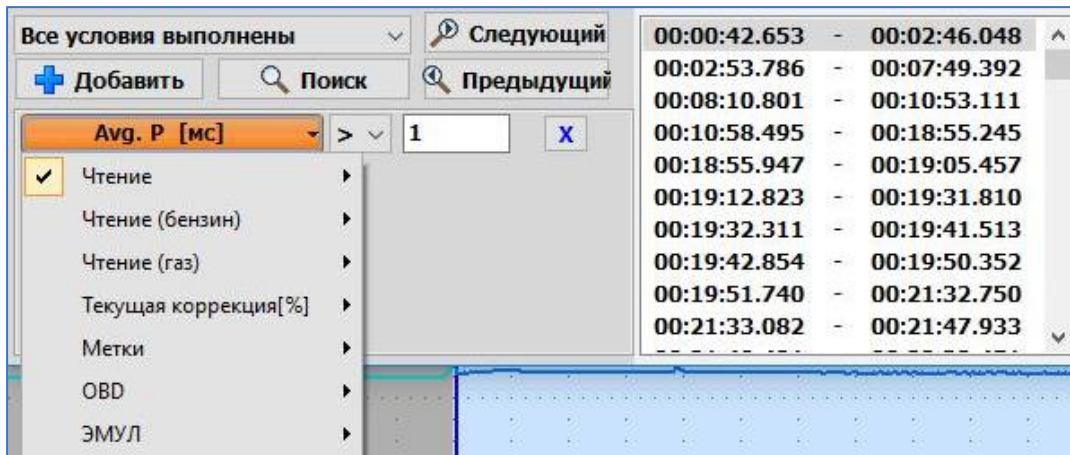 Все условия выполнены
Следующий
Добавить
Поиск
Предыдущий
Avg. P [мс] > 1 X
Чтение
Чтение (бензин)
Чтение (газ)
Текущая коррекция[%]
Метки
OBD
ЭМУЛ
00:00:42.653 - 00:02:46.048
00:02:53.786 - 00:07:49.392
00:08:10.801 - 00:10:53.111
00:10:58.495 - 00:18:55.245
00:18:55.947 - 00:19:05.457
00:19:12.823 - 00:19:31.810
00:19:32.311 - 00:19:41.513
00:19:42.854 - 00:19:50.352
00:19:51.740 - 00:21:32.750
00:21:33.082 - 00:21:47.933